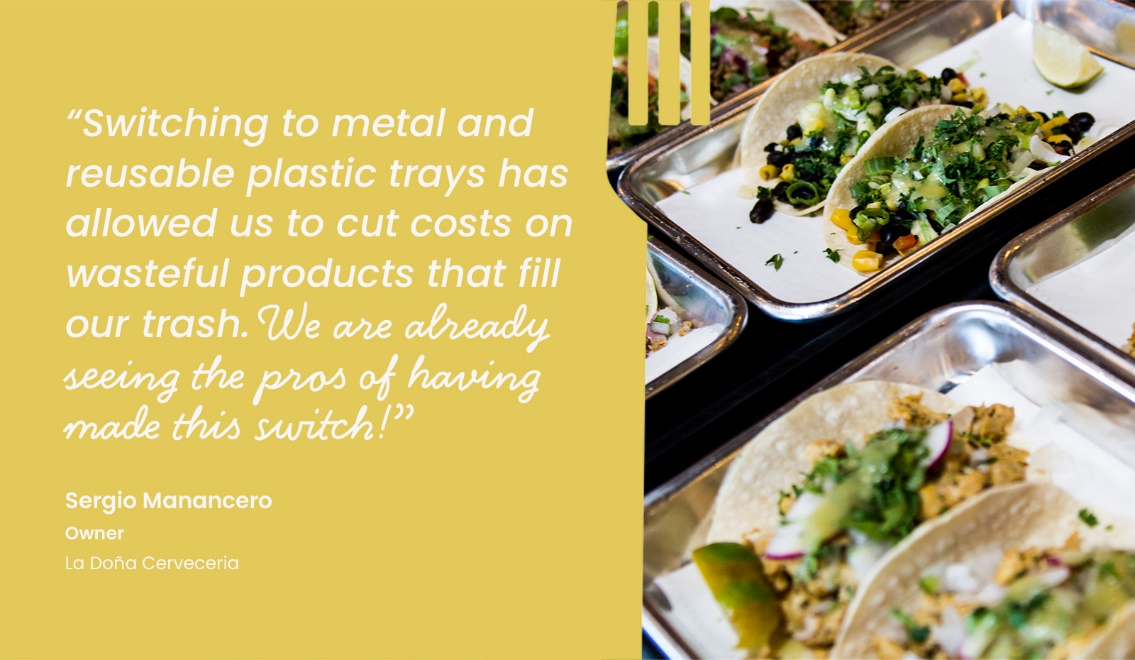 “Switching to metal and
reusable plastic trays has
allowed us to cut costs on
wasteful products that fill
our trash. We are already
seeing the pros of having
made this switch!”
Sergio Manancero
Owner
La Doña Cerveceria